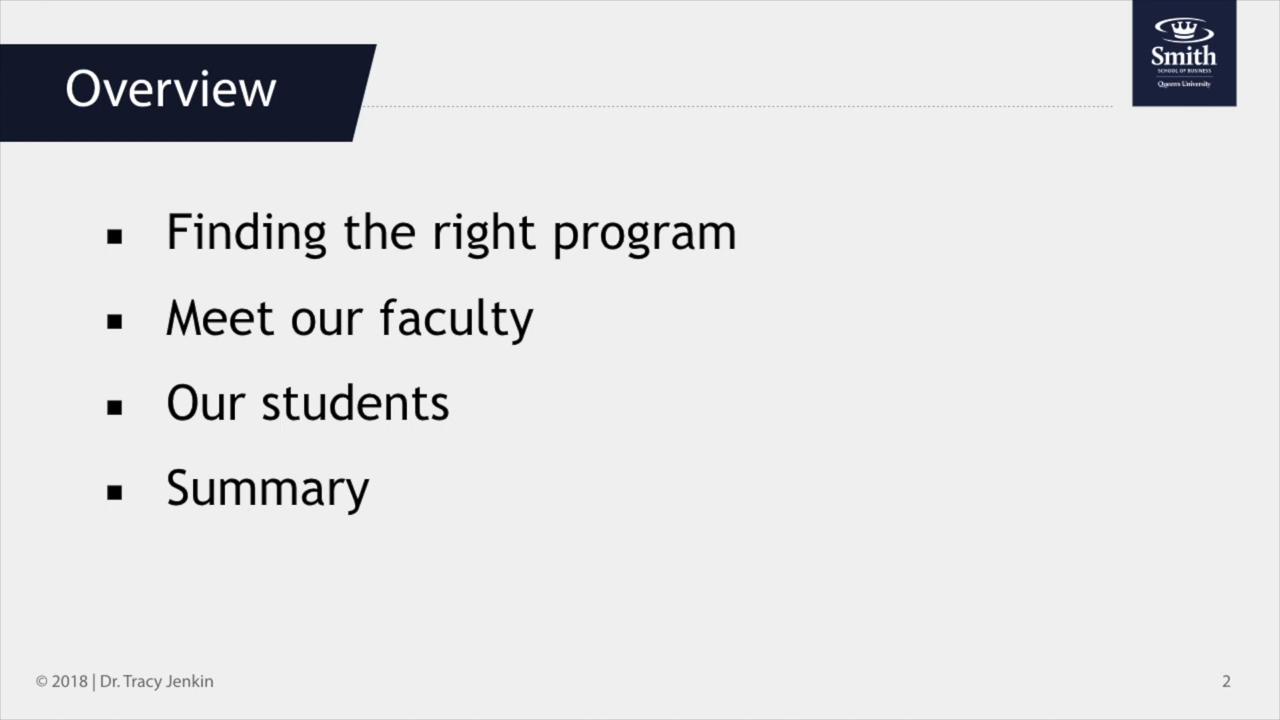 Overview
Smith
SCHOOL OF BUSINESS
Queen's University
Finding the right program
Meet our faculty
Our students
Summary
© 2018 | Dr. Tracy Jenkin
2